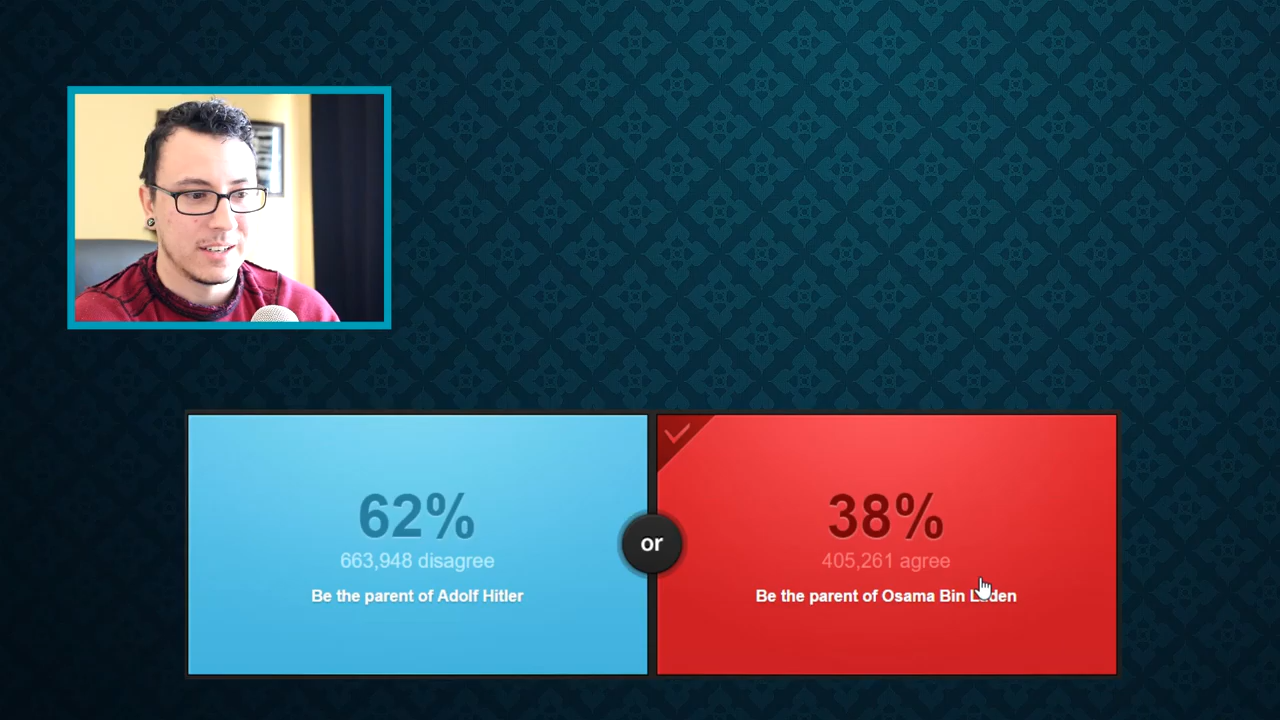 62%
663,948 disagree
Be the parent of Adolf Hitler
or
38%
405,261 agree
Be the parent of Osama Bin Laden